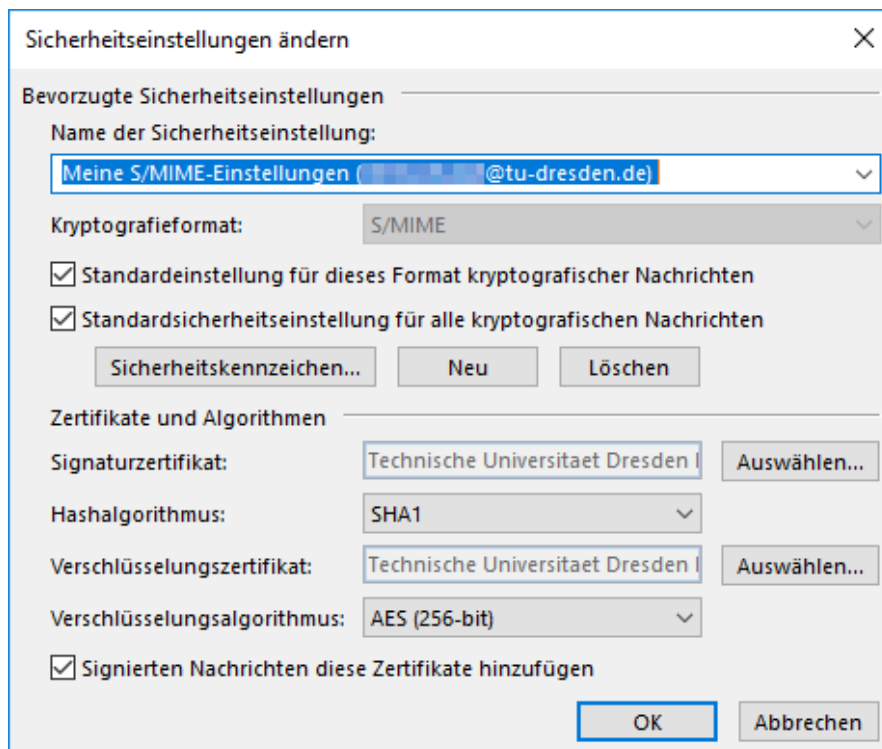 Sicherheitseinstellungen ändern
Bevorzugte Sicherheitseinstellungen
Name der Sicherheitseinstellung:
Meine S/MIME-Einstellungen ( @tu-dresden.de)
Kryptografieformat: S/MIME
Standardeinstellung für dieses Format kryptografischer Nachrichten
Standardsicherheitseinstellung für alle kryptografischen Nachrichten
Sicherheitskennzeichen... Neu Löschen
Zertifikate und Algorithmen
Signaturzertifikat: Technische Universitaet Dresden Auswählen...
Hashalgorithmus: SHA1
Verschlüsselungszertifikat: Technische Universitaet Dresden Auswählen...
Verschlüsselungsalgorithmus: AES (256-bit)
Signierten Nachrichten diese Zertifikate hinzufügen
OK Abbrechen